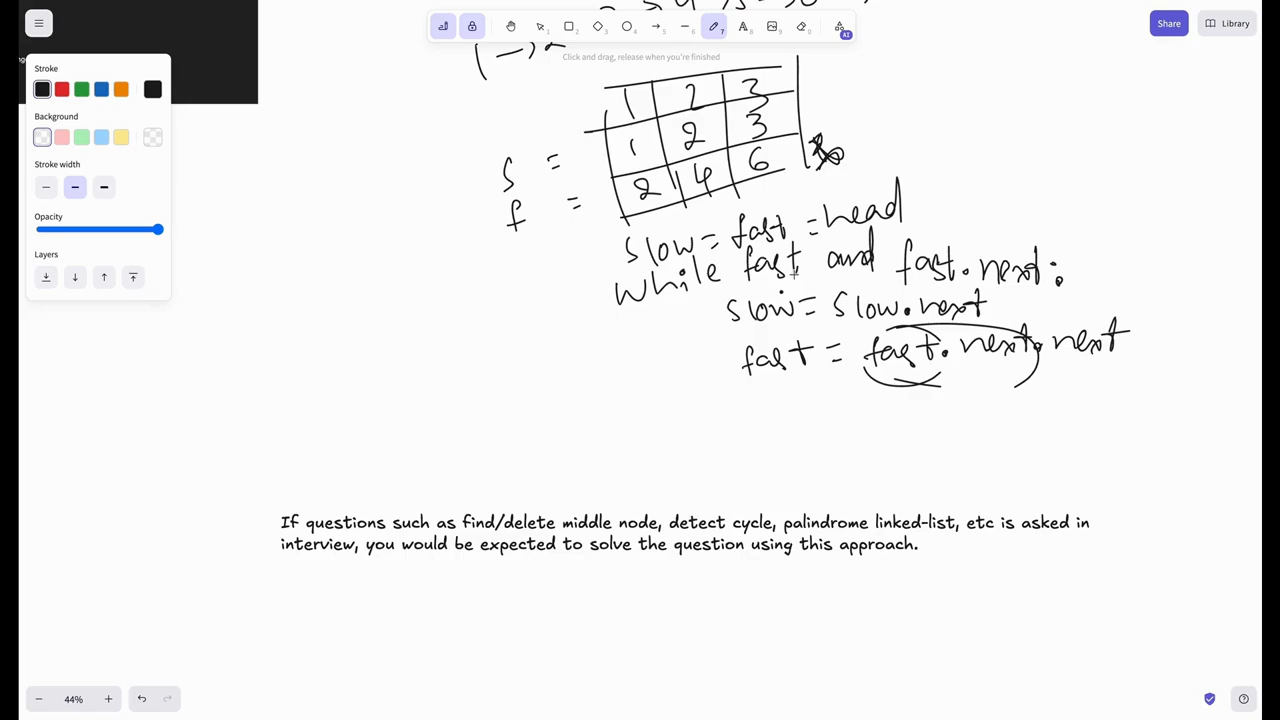 Share
Library
Click and drag, release when you're finished
Stroke
Background
Stroke width
Opacity
Layers
1 2 3
s = 1 2 3
f = 2 4 6
slow = fast = head
while fast and fast.next:
slow = slow.next
fast = fast.next.next
If questions such as find/delete middle node, detect cycle, palindrome linked-list, etc is asked in
interview, you would be expected to solve the question using this approach.
44%